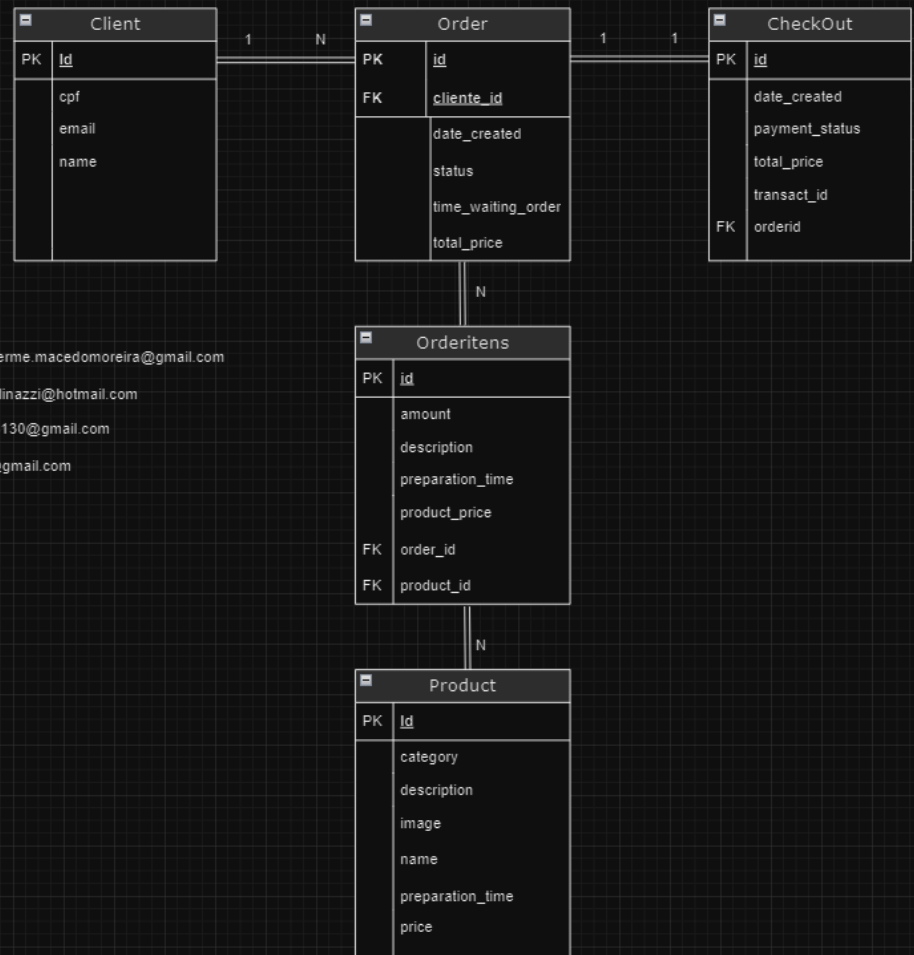 Client
PK Id
cpf
email
name
1 N
Order
PK id
FK cliente_id
date_created
status
time_waiting_order
total_price
1 1
CheckOut
PK id
date_created
payment_status
total_price
transact_id
FK orderid
N
erme.macedomoreira@gmail.com
linazzi@hotmail.com
130@gmail.com
@gmail.com
Orderitens
PK id
amount
description
preparation_time
product_price
FK order_id
FK product_id
N
Product
PK Id
category
description
image
name
preparation_time
price